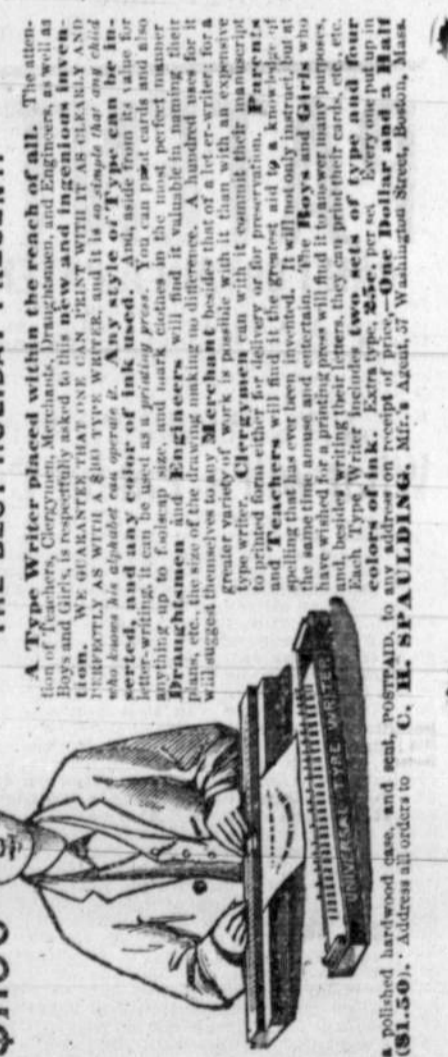 A Type Writer placed within the reach of all. The atten-
tion of Teachers, Clergymen, Merchants, Draughtsmen, and Engineers, as well as
Boys and Girls, is respectfully asked to this new and ingenious inven-
tion. WE GUARANTEE THAT ONE CAN PRINT WITH IT AS CLEARLY AND
PERFECTLY AS WITH A $100 TYPE WRITER, and it is so simple that any child
who knows his alphabet can operate it. Any style of Type can be in-
serted, and any color of ink used. And, aside from its value for
letter-writing, it can be used as a printing press. You can print cards and also
anything up to foolscap size, and mark clothes in the most perfect manner
Draughtsmen and Engineers will find it valuable in naming their
plans, etc., the size of the drawing making no difference. A hundred uses for it
will suggest themselves to any Merchant besides that of a letter-writer; for a
greater variety of work is possible with it than with an expensive
type writer. Clergymen can with it commit their manuscript
to printed form either for delivery or for preservation. Parents
and Teachers will find it the greatest aid to a knowledge of
spelling that has ever been invented. It will not only instruct, but at
the same time amuse and entertain. The Boys and Girls who
have wished for a printing press will find it to answer many purposes,
and, besides writing their letters, they can print their cards, etc., etc.
Each Type Writer includes two sets of type and four
colors of ink. Extra type, 25c. per set. Every one put up in
a polished hardwood case, and sent, POSTPAID, to any address on receipt of price,—One Dollar and a Half
($1.50). Address all orders to C. H. SPAULDING, Mfr.'s Agent, 57 Washington Street, Boston, Mass.
UNIVERSAL TYPE WRITER